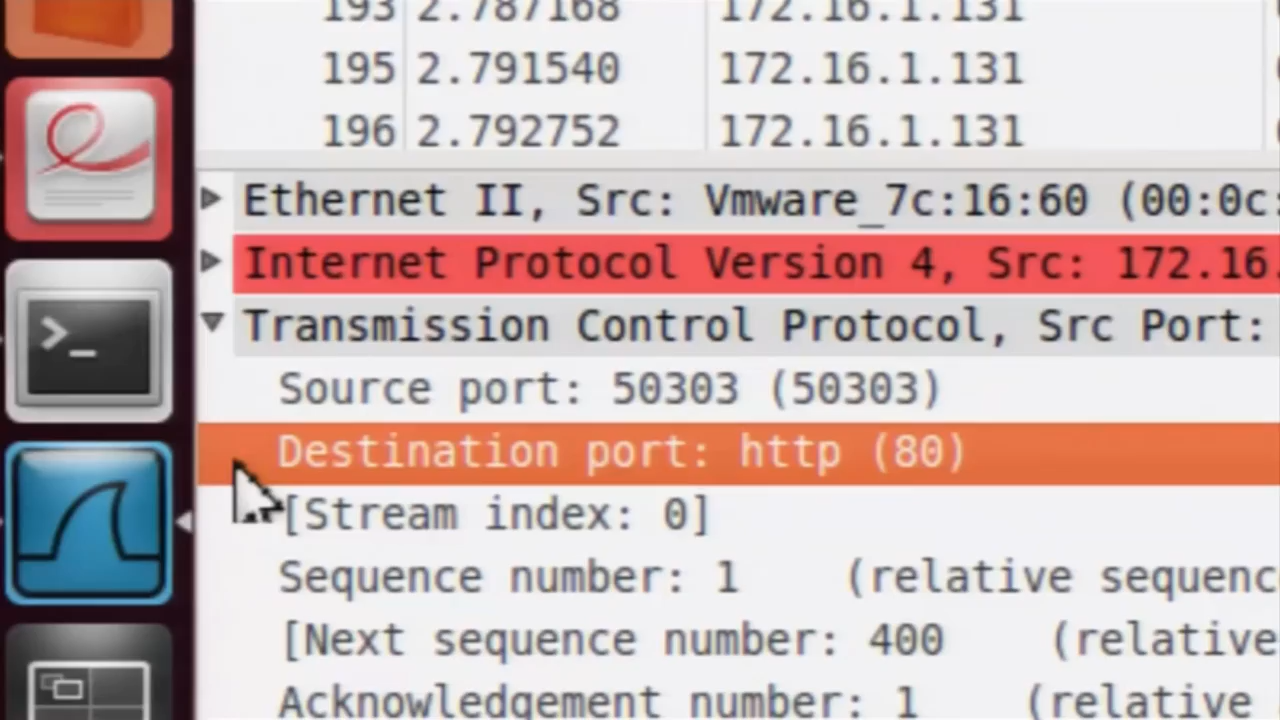 193 2.787168 172.16.1.131
195 2.791540 172.16.1.131
196 2.792752 172.16.1.131
Ethernet II, Src: Vmware_7c:16:60 (00:0c:
Internet Protocol Version 4, Src: 172.16.
Transmission Control Protocol, Src Port:
Source port: 50303 (50303)
Destination port: http (80)
[Stream index: 0]
Sequence number: 1 (relative sequenc
[Next sequence number: 400 (relative
Acknowledgement number: 1 (relative